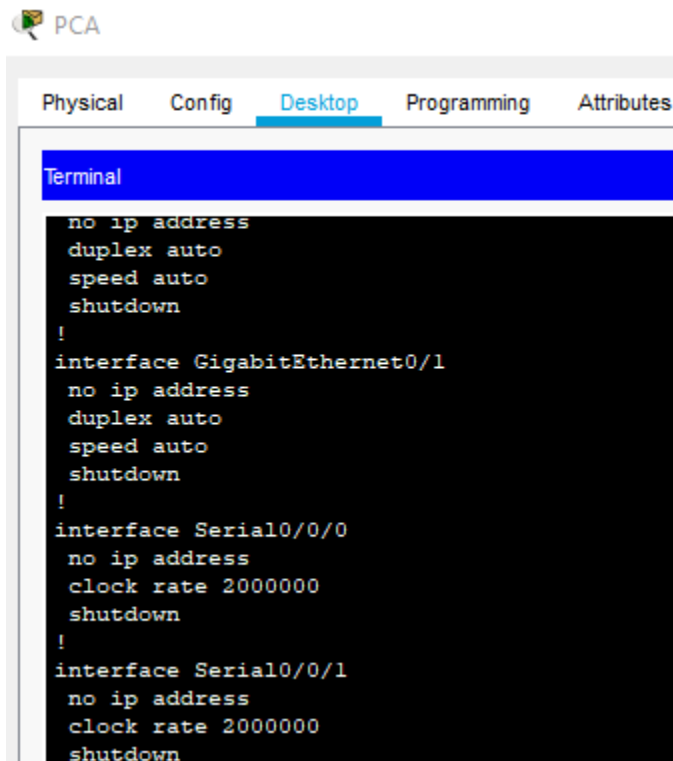 PCA
Physical Config Desktop Programming Attributes
Terminal
no ip address
duplex auto
speed auto
shutdown
!
interface GigabitEthernet0/1
no ip address
duplex auto
speed auto
shutdown
!
interface Serial0/0/0
no ip address
clock rate 2000000
shutdown
!
interface Serial0/0/1
no ip address
clock rate 2000000
shutdown